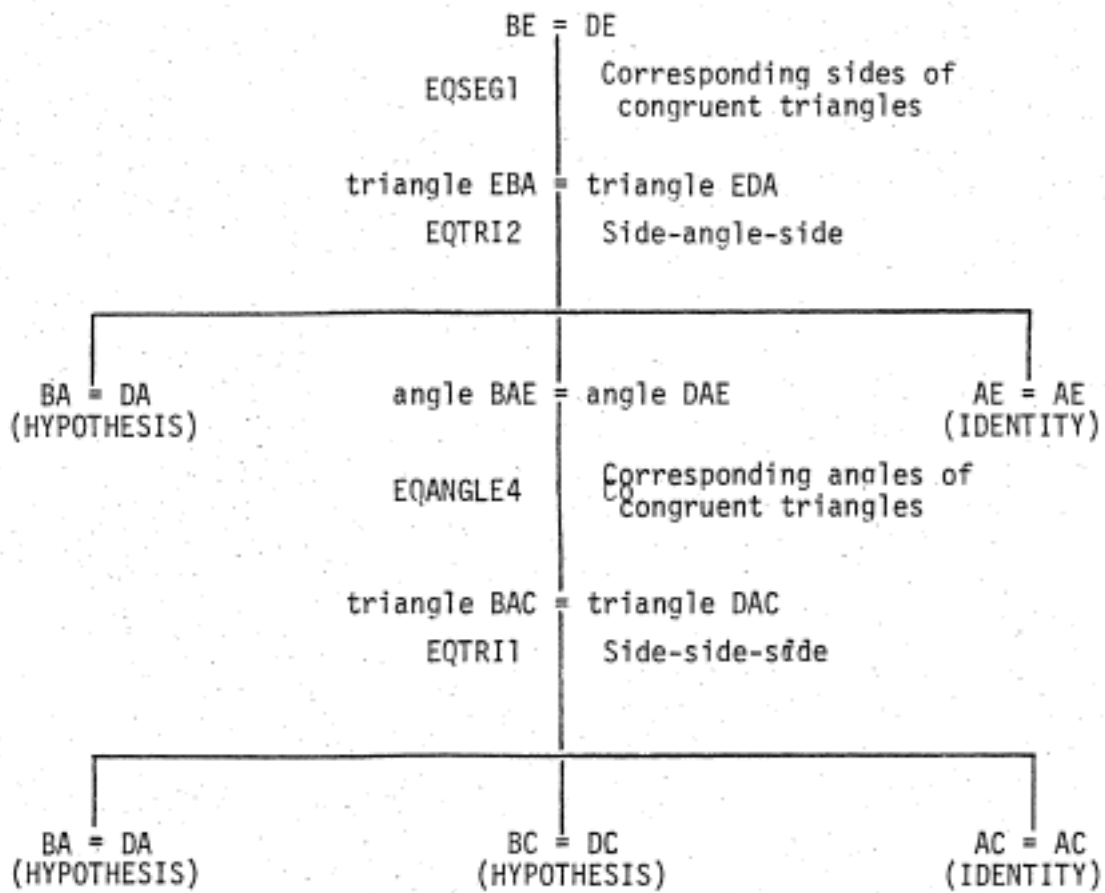 BE = DE
EQSEG1 Corresponding sides of
congruent triangles
triangle EBA = triangle EDA
EQTRI2 Side-angle-side
BA = DA angle BAE = angle DAE AE = AE
(HYPOTHESIS) (IDENTITY)
EQANGLE4 Corresponding angles of
congruent triangles
triangle BAC = triangle DAC
EQTRI1 Side-side-side
BA = DA BC = DC AC = AC
(HYPOTHESIS) (HYPOTHESIS) (IDENTITY)